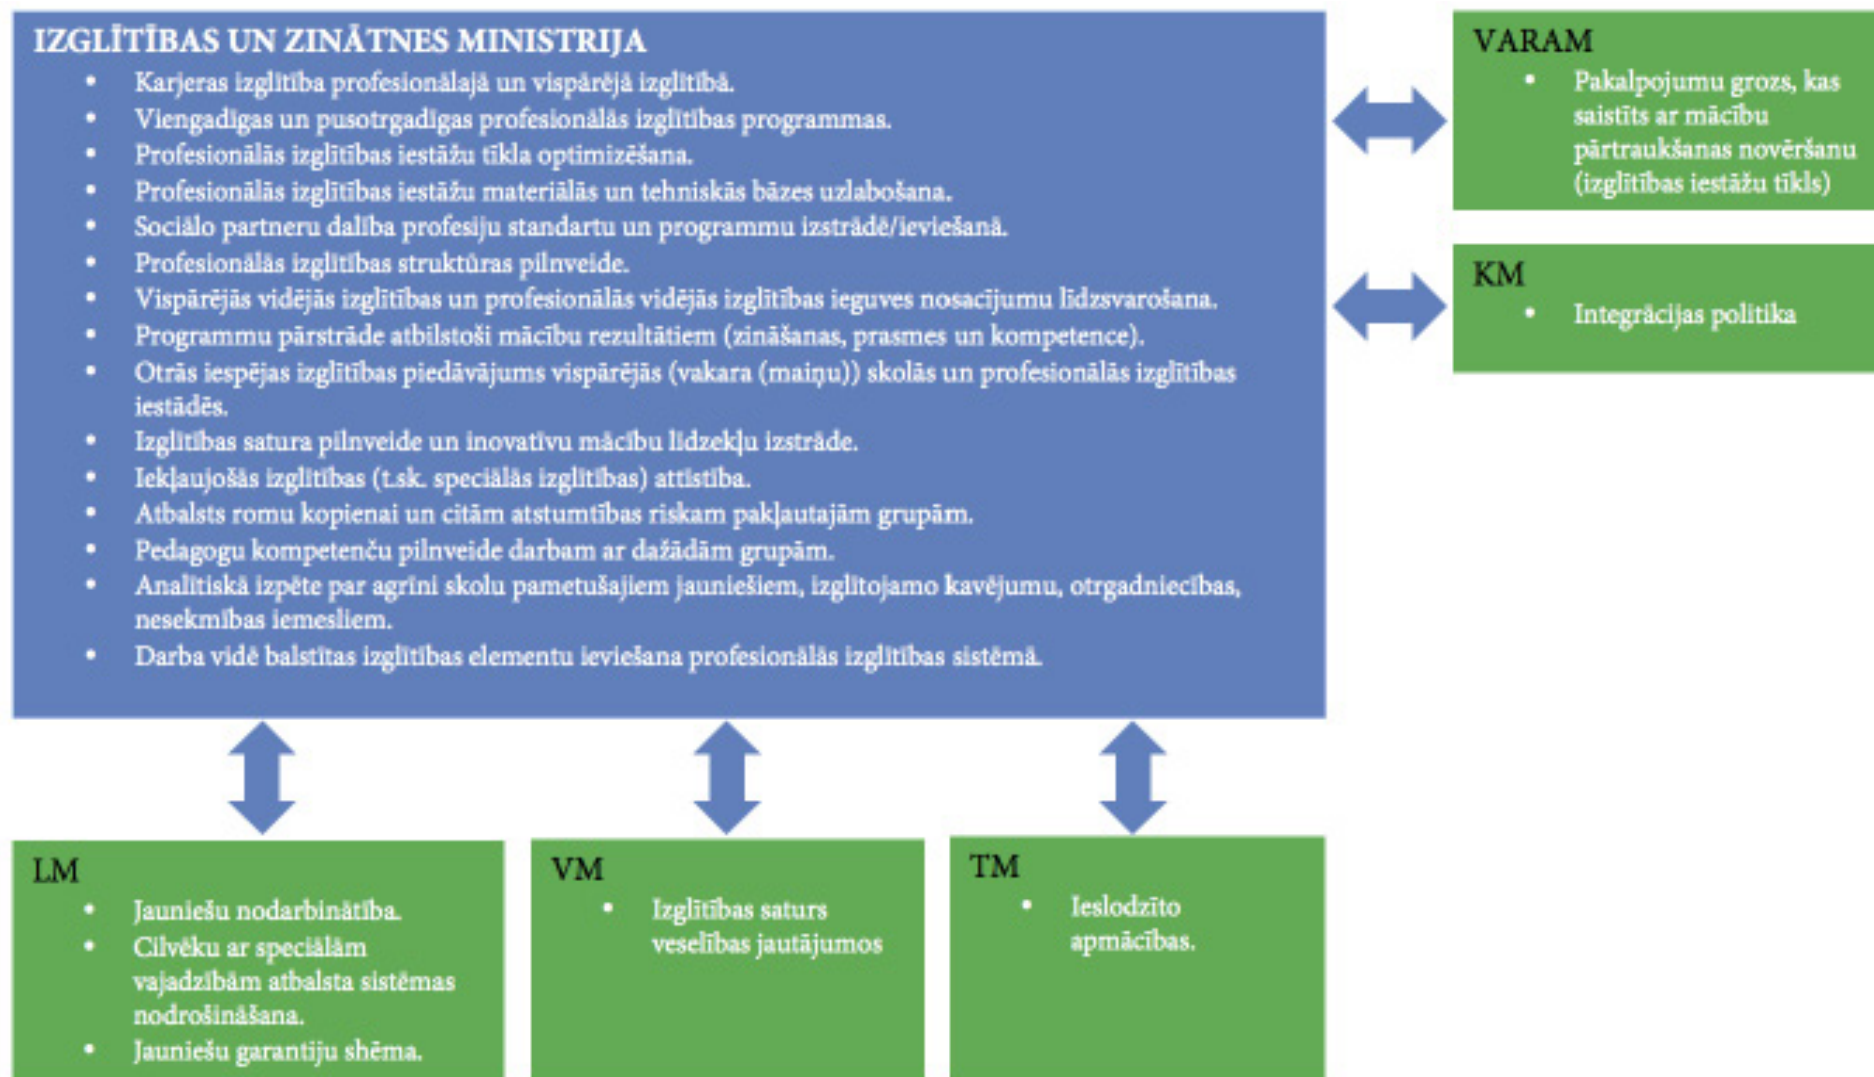 IZGLĪTĪBAS UN ZINĀTNES MINISTRIJA
• Karjeras izglītība profesionālajā un vispārējā izglītībā.
• Viengadīgas un pusotrgadīgas profesionālās izglītības programmas.
• Profesionālās izglītības iestāžu tīkla optimizēšana.
• Profesionālās izglītības iestāžu materiālās un tehniskās bāzes uzlabošana.
• Sociālo partneru dalība profesiju standartu un programmu izstrādē/ieviešanā.
• Profesionālās izglītības struktūras pilnveide.
• Vispārējās vidējās izglītības un profesionālās vidējās izglītības ieguves nosacījumu līdzsvarošana.
• Programmu pārstrāde atbilstoši mācību rezultātiem (zināšanas, prasmes un kompetence).
• Otrās iespējas izglītības piedāvājums vispārējās (vakara (maiņu)) skolās un profesionālās izglītības
iestādēs.
• Izglītības satura pilnveide un inovatīvu mācību līdzekļu izstrāde.
• Iekļaujošās izglītības (t.sk. speciālās izglītības) attīstība.
• Atbalsts romu kopienai un citām atstumtības riskam pakļautajām grupām.
• Pedagogu kompetenču pilnveide darbam ar dažādām grupām.
• Analītiskā izpēte par agrīni skolu pametušajiem jauniešiem, izglītojamo kavējumu, otrgadniecības,
nesekmības iemesliem.
• Darba vidē balstītas izglītības elementu ieviešana profesionālās izglītības sistēmā.
VARAM
• Pakalpojumu grozs, kas
saistīts ar mācību
pārtraukšanas novēršanu
(izglītības iestāžu tīkls)
KM
• Integrācijas politika
LM
• Jauniešu nodarbinātība.
• Cilvēku ar speciālām
vajadzībām atbalsta sistēmas
nodrošināšana.
• Jauniešu garantiju shēma.
VM
• Izglītības saturs
veselības jautājumos
TM
• Ieslodzīto
apmācības.